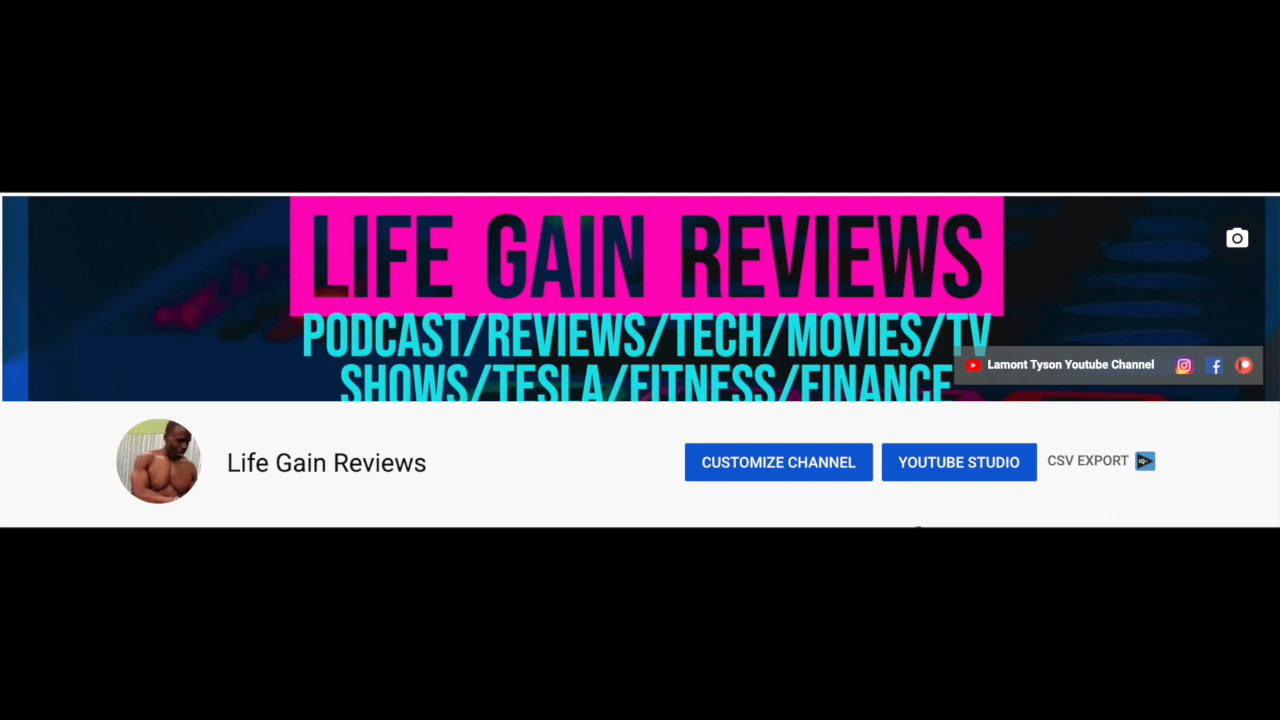 LIFE GAIN REVIEWS
PODCAST/REVIEWS/TECH/MOVIES/TV
SHOWS/TESLA/FITNESS/FINANCE
Lamont Tyson Youtube Channel
Life Gain Reviews
CUSTOMIZE CHANNEL
YOUTUBE STUDIO
CSV EXPORT
IQ+